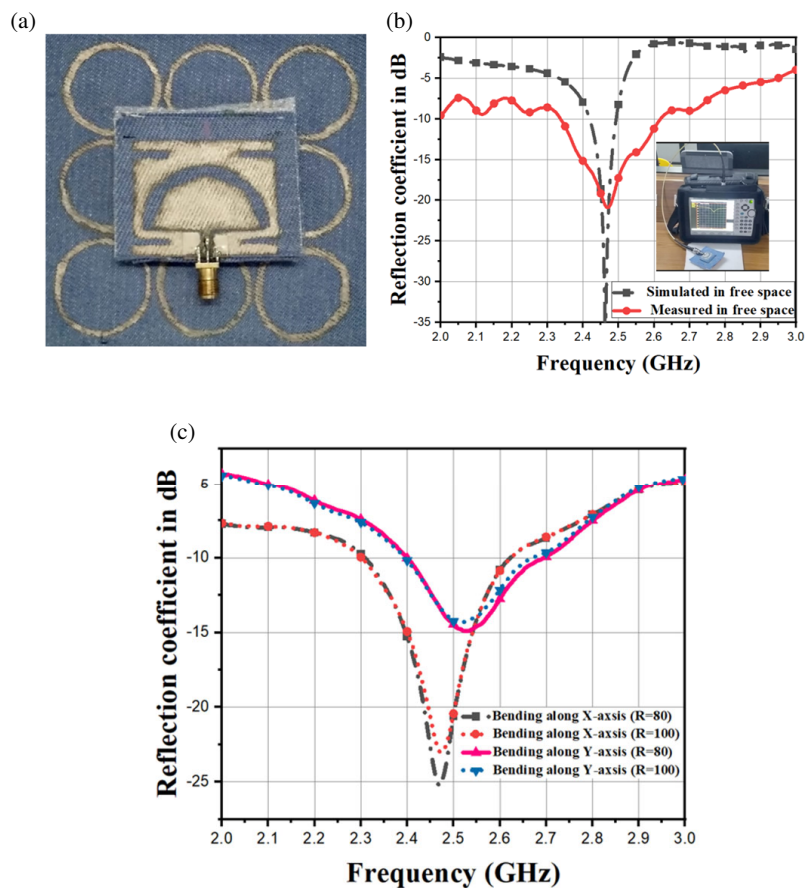 (a)
(b)
Reflection coefficient in dB
0
-5
-10
-15
-20
-25
-30
-35
Simulated in free space
Measured in free space
2.0 2.1 2.2 2.3 2.4 2.5 2.6 2.7 2.8 2.9 3.0
Frequency (GHz)
(c)
Reflection coefficient in dB
6
-10
-15
-20
-25
Bending along X-axsis (R=80)
Bending along X-axsis (R=100)
Bending along Y-axsis (R=80)
Bending along Y-axsis (R=100)
2.0 2.1 2.2 2.3 2.4 2.5 2.6 2.7 2.8 2.9 3.0
Frequency (GHz)